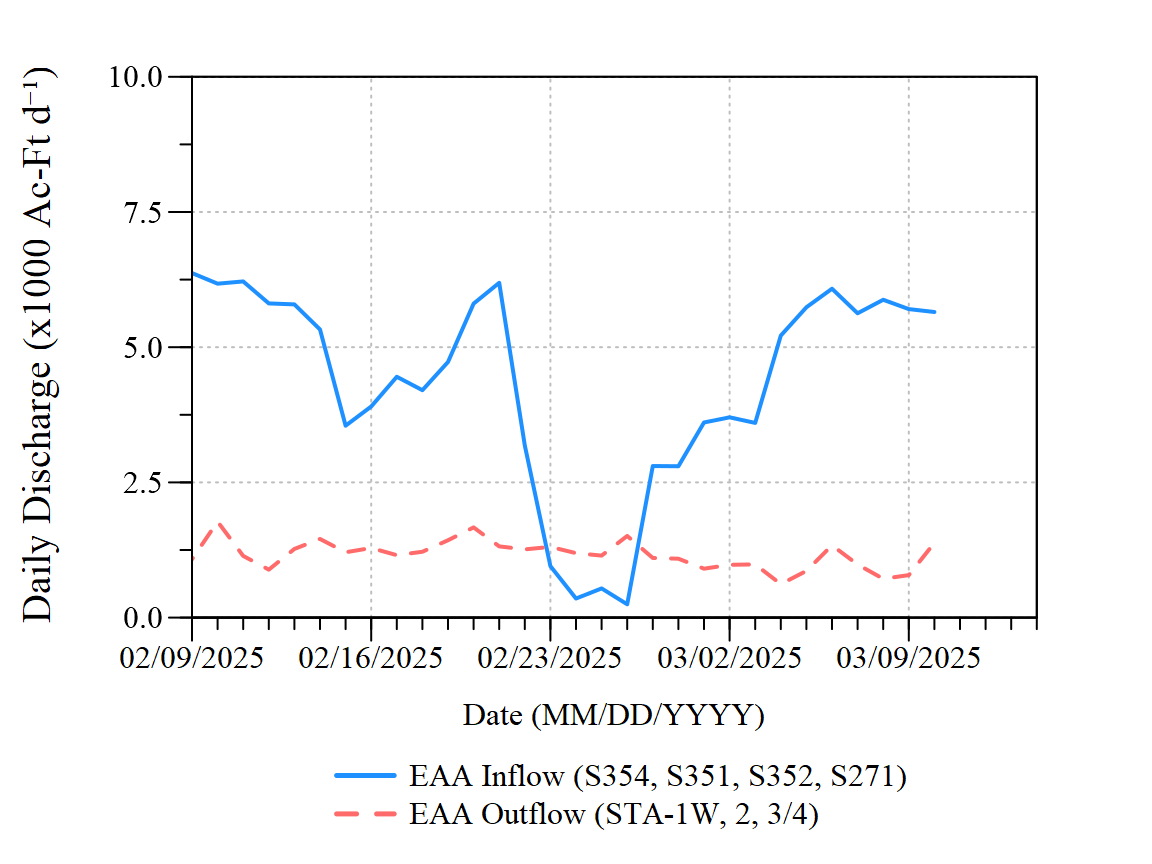 Daily Discharge (x1000 Ac-Ft d⁻¹)
10.0
7.5
5.0
2.5
0.0
02/09/2025 02/16/2025 02/23/2025 03/02/2025 03/09/2025
Date (MM/DD/YYYY)
EAA Inflow (S354, S351, S352, S271)
EAA Outflow (STA-1W, 2, 3/4)